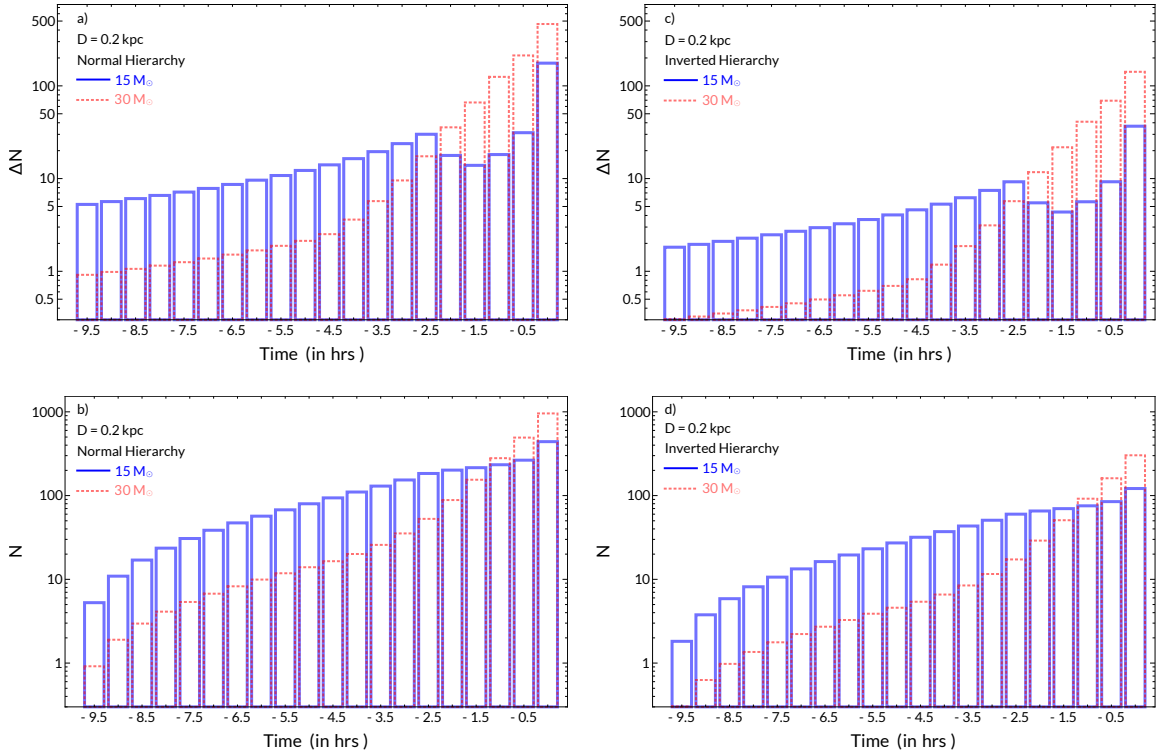 a)
D = 0.2 kpc
Normal Hierarchy
15 M☉
30 M☉
500
100
50
10
5
1
0.5
ΔN
- 9.5 - 8.5 - 7.5 - 6.5 - 5.5 - 4.5 - 3.5 - 2.5 - 1.5 - 0.5
Time (in hrs )
c)
D = 0.2 kpc
Inverted Hierarchy
15 M☉
30 M☉
500
100
50
10
5
1
0.5
ΔN
- 9.5 - 8.5 - 7.5 - 6.5 - 5.5 - 4.5 - 3.5 - 2.5 - 1.5 - 0.5
Time (in hrs )
b)
D = 0.2 kpc
Normal Hierarchy
15 M☉
30 M☉
1000
100
10
1
N
- 9.5 - 8.5 - 7.5 - 6.5 - 5.5 - 4.5 - 3.5 - 2.5 - 1.5 - 0.5
Time (in hrs )
d)
D = 0.2 kpc
Inverted Hierarchy
15 M☉
30 M☉
1000
100
10
1
N
- 9.5 - 8.5 - 7.5 - 6.5 - 5.5 - 4.5 - 3.5 - 2.5 - 1.5 - 0.5
Time (in hrs )